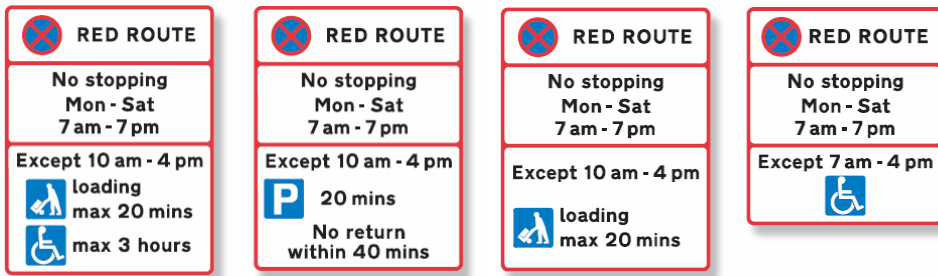 RED ROUTE
No stopping
Mon - Sat
7 am - 7 pm
Except 10 am - 4 pm
loading
max 20 mins
max 3 hours
RED ROUTE
No stopping
Mon - Sat
7 am - 7 pm
Except 10 am - 4 pm
P
20 mins
No return
within 40 mins
RED ROUTE
No stopping
Mon - Sat
7 am - 7 pm
Except 10 am - 4 pm
loading
max 20 mins
RED ROUTE
No stopping
Mon - Sat
7 am - 7 pm
Except 7 am - 4 pm